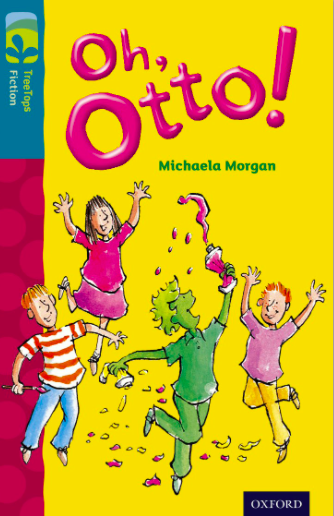 TreeTops
Fiction
Oh,
Otto!
Michaela Morgan
OXFORD